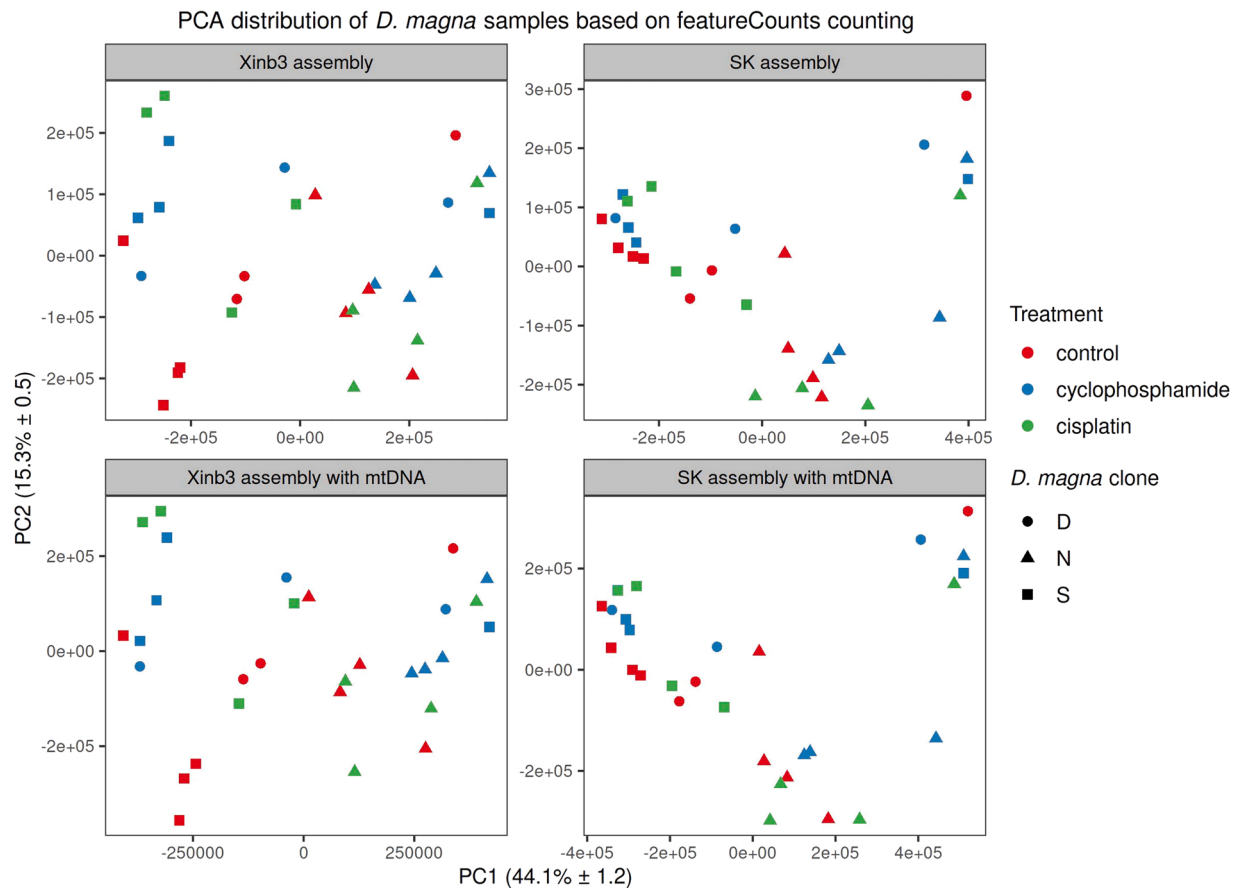 PCA distribution of D. magna samples based on featureCounts counting
Xinb3 assembly
SK assembly
2e+05
1e+05
0e+00
-1e+05
-2e+05
-2e+05
0e+00
2e+05
3e+05
2e+05
1e+05
0e+00
-1e+05
-2e+05
-2e+05
0e+00
2e+05
4e+05
Xinb3 assembly with mtDNA
SK assembly with mtDNA
2e+05
0e+00
-2e+05
-250000
0
250000
2e+05
0e+00
-2e+05
-4e+05
-2e+05
0e+00
2e+05
4e+05
PC2 (15.3% ± 0.5)
PC1 (44.1% ± 1.2)
Treatment
control
cyclophosphamide
cisplatin
D. magna clone
D
N
S